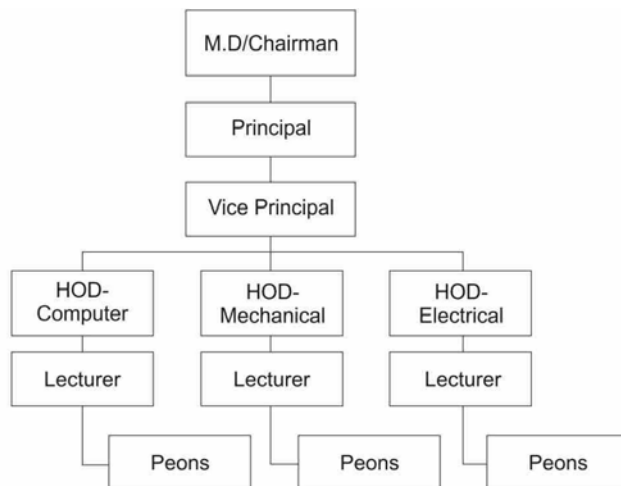 M.D/Chairman
Principal
Vice Principal
HOD-
Computer
HOD-
Mechanical
HOD-
Electrical
Lecturer
Lecturer
Lecturer
Peons
Peons
Peons